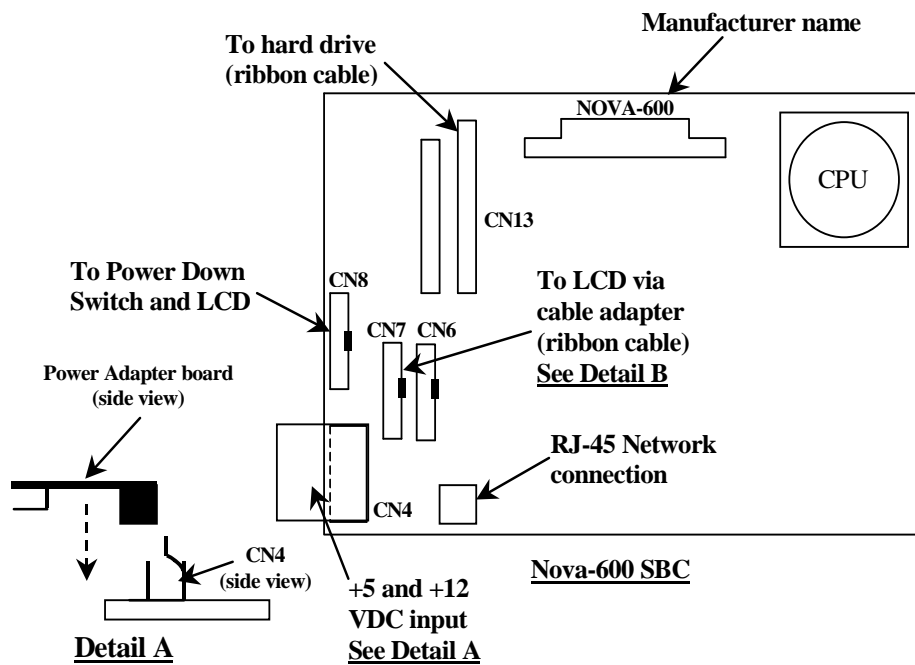 Manufacturer name
To hard drive
(ribbon cable)
NOVA-600
CPU
CN13
To Power Down
Switch and LCD
CN8
To LCD via
cable adapter
(ribbon cable)
See Detail B
CN7
CN6
Power Adapter board
(side view)
RJ-45 Network
connection
CN4
CN4
(side view)
+5 and +12
VDC input
See Detail A
Nova-600 SBC
Detail A